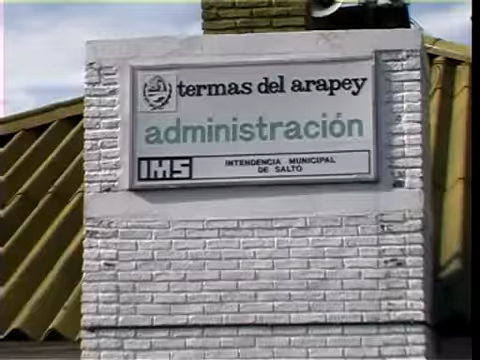 termas del arapey
administración
IMS
INTENDENCIA MUNICIPAL
DE SALTO